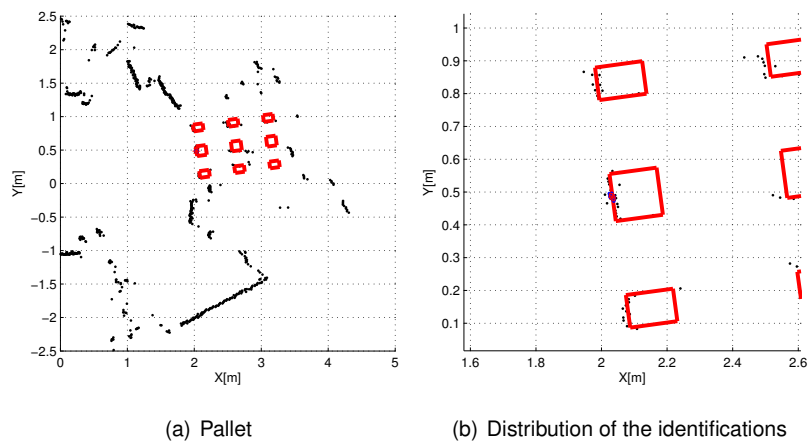 2.5
2
1.5
1
0.5
0
−0.5
−1
−1.5
−2
−2.5
Y[m]
0 1 2 3 4 5
X[m]
(a) Pallet
1
0.9
0.8
0.7
0.6
0.5
0.4
0.3
0.2
0.1
Y[m]
1.6 1.8 2 2.2 2.4 2.6
X[m]
(b) Distribution of the identifications